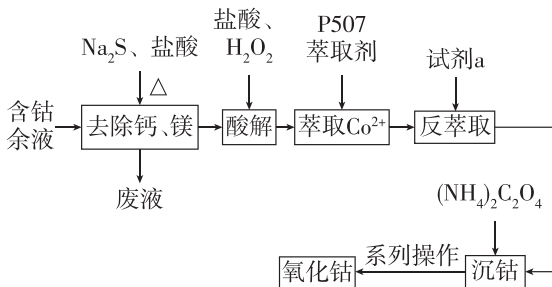 Na₂S、盐酸
△
盐酸、
H₂O₂
P507
萃取剂
试剂a
含钴
余液
去除钙、镁
酸解
萃取Co²⁺
反萃取
废液
(NH₄)₂C₂O₄
氧化钴
系列操作
沉钴